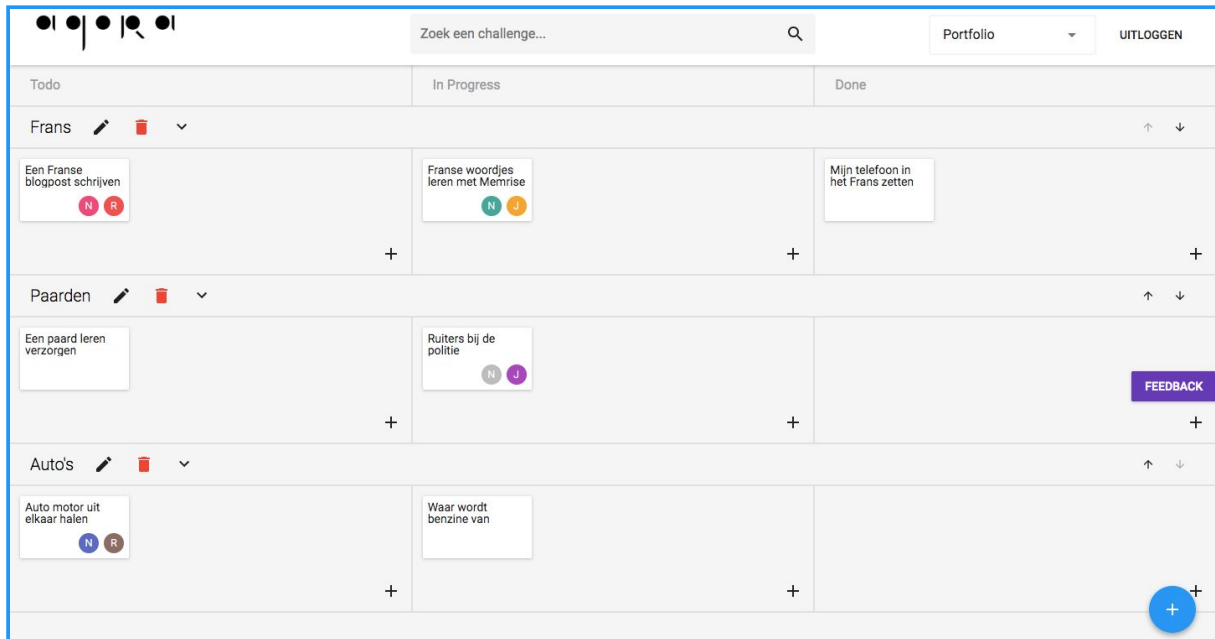 agora
Zoek een challenge...
Portfolio
UITLOGGEN
Todo
In Progress
Done
Frans
Een Franse
blogpost schrijven
N R
Franse woordjes
leren met Memrise
N J
Mijn telefoon in
het Frans zetten
Paarden
Een paard leren
verzorgen
Ruiters bij de
politie
N J
FEEDBACK
Auto's
Auto motor uit
elkaar halen
N R
Waar wordt
benzine van